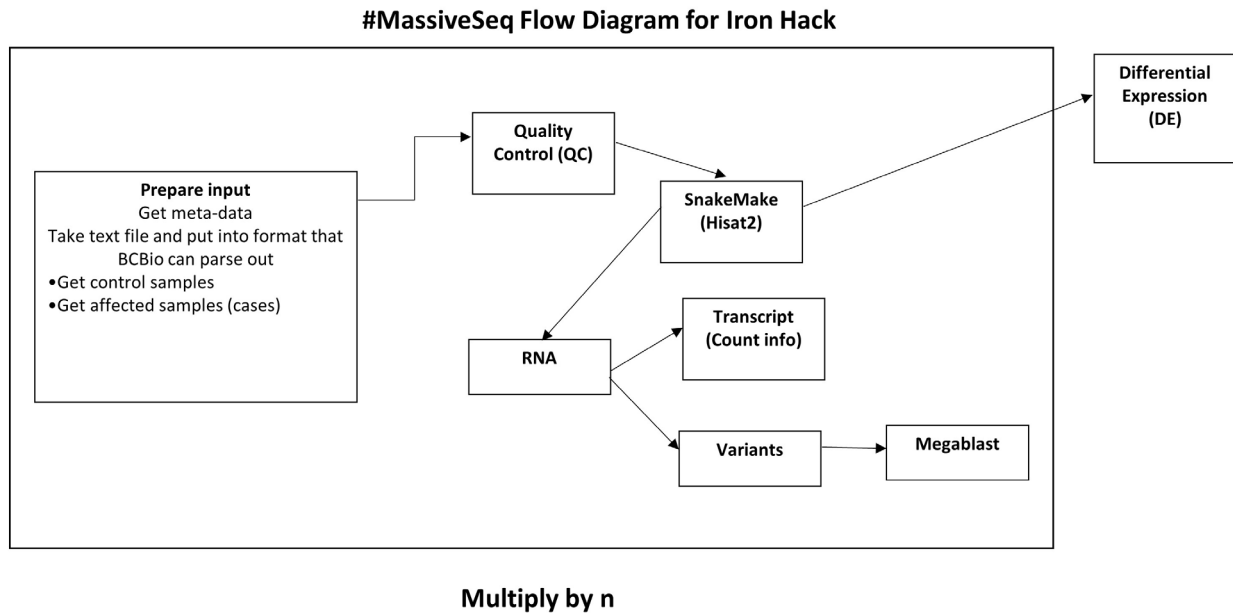 #MassiveSeq Flow Diagram for Iron Hack
Differential
Expression
(DE)
Quality
Control (QC)
Prepare input
Get meta-data
Take text file and put into format that
BCBio can parse out
•Get control samples
•Get affected samples (cases)
SnakeMake
(Hisat2)
Transcript
(Count info)
RNA
Variants
Megablast
Multiply by n